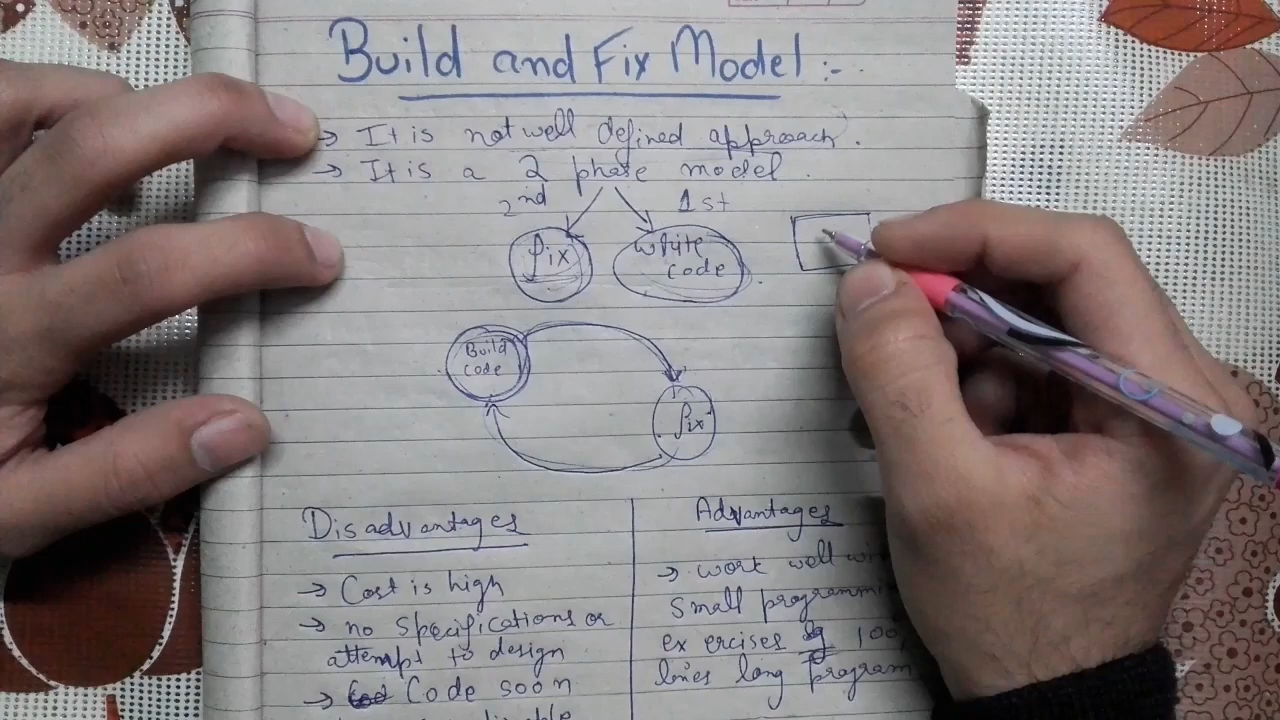 Build and Fix Model :-
→ It is not well defined approach.
→ It is a 2 phase model.
2nd 1st
fix write
code
Build
code
fix
Disadvantages
→ Cost is high
→ no Specifications or
attempt to design
→ Code soon
Advantages
→ work well
Small
exercises eg 100,
lines long program